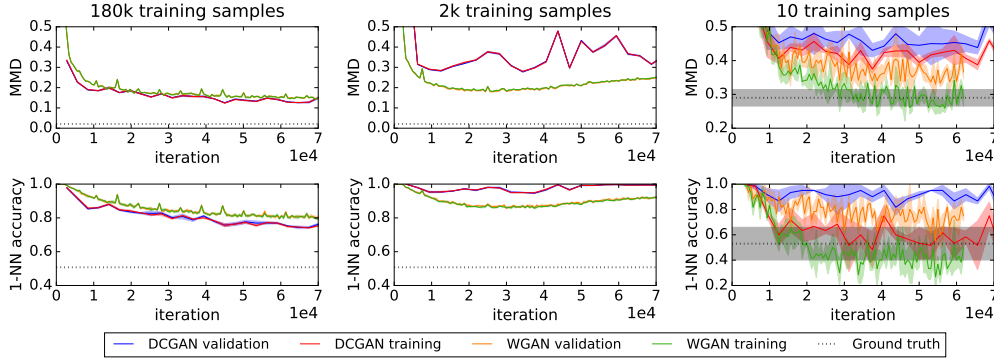 180k training samples
2k training samples
10 training samples
MMD
0.5
0.4
0.3
0.2
0.1
0.0
0 1 2 3 4 5 6 7
iteration 1e4
MMD
0.5
0.4
0.3
0.2
0.1
0.0
0 1 2 3 4 5 6 7
iteration 1e4
MMD
0.5
0.4
0.3
0.2
0 1 2 3 4 5 6 7
iteration 1e4
1-NN accuracy
1.0
0.8
0.6
0.4
0 1 2 3 4 5 6 7
iteration 1e4
1-NN accuracy
1.0
0.8
0.6
0.4
0 1 2 3 4 5 6 7
iteration 1e4
1-NN accuracy
1.0
0.8
0.6
0.4
0.2
0 1 2 3 4 5 6 7
iteration 1e4
DCGAN validation DCGAN training WGAN validation WGAN training Ground truth